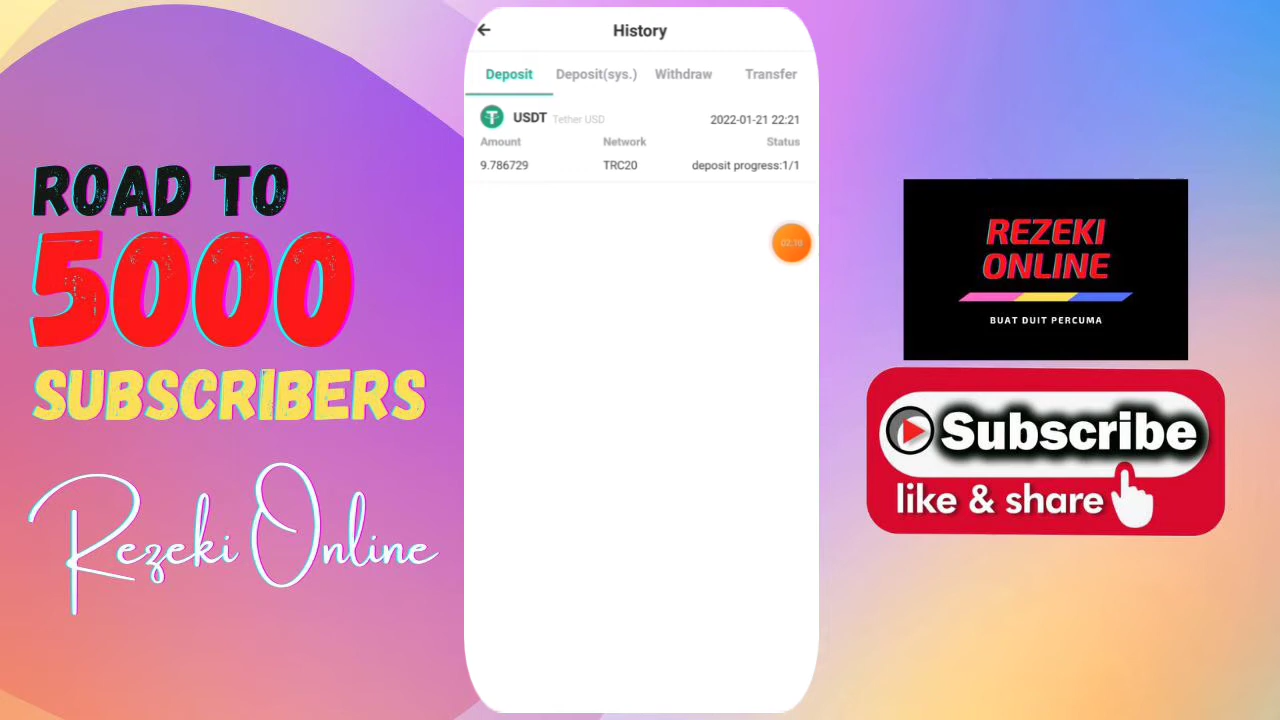 ROAD TO
5000
SUBSCRIBERS
Rezeki Online
History
Deposit
Deposit(sys.)
Withdraw
Transfer
USDT Tether USD
2022-01-21 22:21
Amount
Network
Status
9.786729
TRC20
deposit progress:1/1
REZEKI
ONLINE
BUAT DUIT PERCUMA
Subscribe
like & share